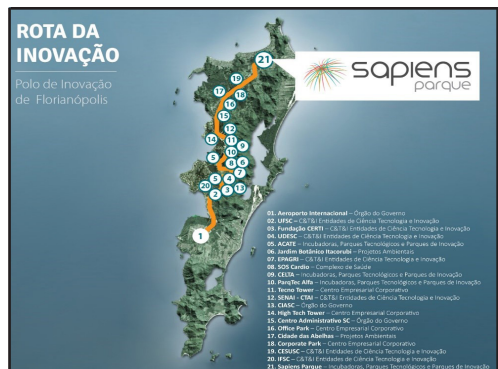 ROTA DA
INOVAÇÃO
Polo de Inovação
de Florianópolis
21
sapiens
parque
19
17
18
16
15
12
14
11
9
10
5
8
6
7
5
4
20
3
13
2
1
01. Aeroporto Internacional – Órgão do Governo
02. UFSC – C&T&I Entidades de Ciência Tecnologia e Inovação
03. Fundação CERTI – C&T&I Entidades de Ciência Tecnologia e Inovação
04. UDESC – C&T&I Entidades de Ciência Tecnologia e Inovação
05. ACATE – Incubadoras, Parques Tecnológicos e Parques de Inovação
06. Jardim Botânico Itacorubi – Projetos Ambientais
07. EPAGRI – C&T&I Entidades de Ciência Tecnologia e Inovação
08. SOS Cardio – Complexo de Saúde
09. CELTA – Incubadoras, Parques Tecnológicos e Parques de Inovação
10. ParqTec Alfa – Incubadoras, Parques Tecnológicos e Parques de Inovação
11. Tecno Tower – Centro Empresarial Corporativo
12. SENAI - CTAI – C&T&I Entidades de Ciência Tecnologia e Inovação
13. CIASC – Órgão do Governo
14. High Tech Tower – Centro Empresarial Corporativo
15. Centro Administrativo SC – Órgão do Governo
16. Office Park – Centro Empresarial Corporativo
17. Cidade das Abelhas – Projetos Ambientais
18. Corporate Park – Centro Empresarial Corporativo
19. CESUSC – C&T&I Entidades de Ciência Tecnologia e Inovação
20. IFSC – C&T&I Entidades de Ciência Tecnologia e Inovação
21. Sapiens Parque – Incubadoras, Parques Tecnológicos e Parques de Inovação